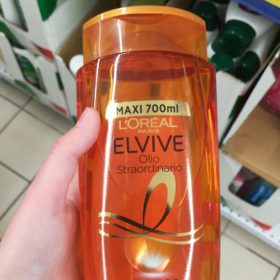 MAXI 700ml
L'ORÉAL
PARIS
ELVIVE
Olio
Straordinario